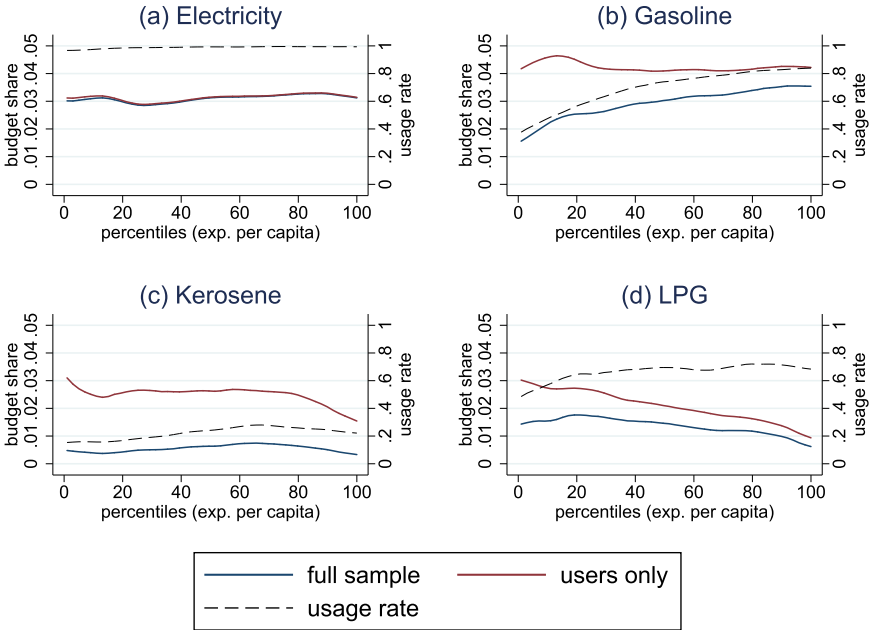 (a) Electricity
budget share
0 .01 .02 .03 .04 .05
0 .2 .4 .6 .8 1
usage rate
0 20 40 60 80 100
percentiles (exp. per capita)
(b) Gasoline
budget share
0 .01 .02 .03 .04 .05
0 .2 .4 .6 .8 1
usage rate
0 20 40 60 80 100
percentiles (exp. per capita)
(c) Kerosene
budget share
0 .01 .02 .03 .04 .05
0 .2 .4 .6 .8 1
usage rate
0 20 40 60 80 100
percentiles (exp. per capita)
(d) LPG
budget share
0 .01 .02 .03 .04 .05
0 .2 .4 .6 .8 1
usage rate
0 20 40 60 80 100
percentiles (exp. per capita)
full sample
users only
usage rate